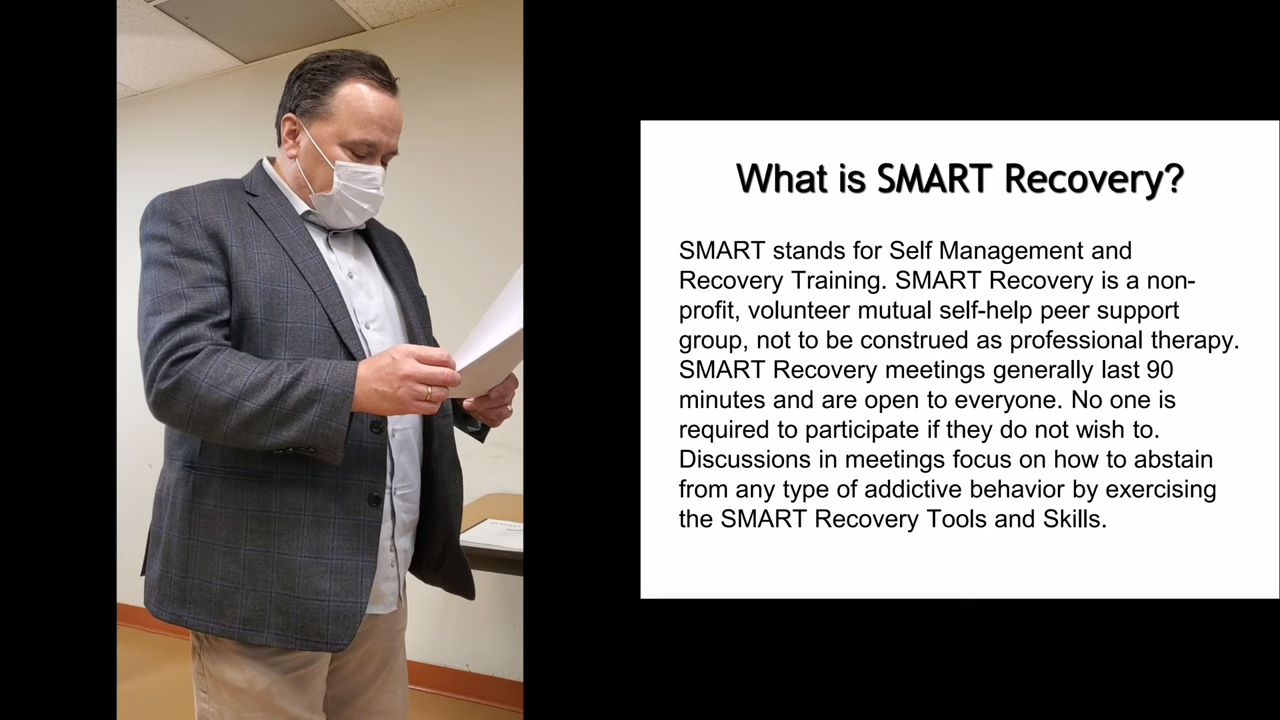 What is SMART Recovery?
SMART stands for Self Management and
Recovery Training. SMART Recovery is a non-
profit, volunteer mutual self-help peer support
group, not to be construed as professional therapy.
SMART Recovery meetings generally last 90
minutes and are open to everyone. No one is
required to participate if they do not wish to.
Discussions in meetings focus on how to abstain
from any type of addictive behavior by exercising
the SMART Recovery Tools and Skills.